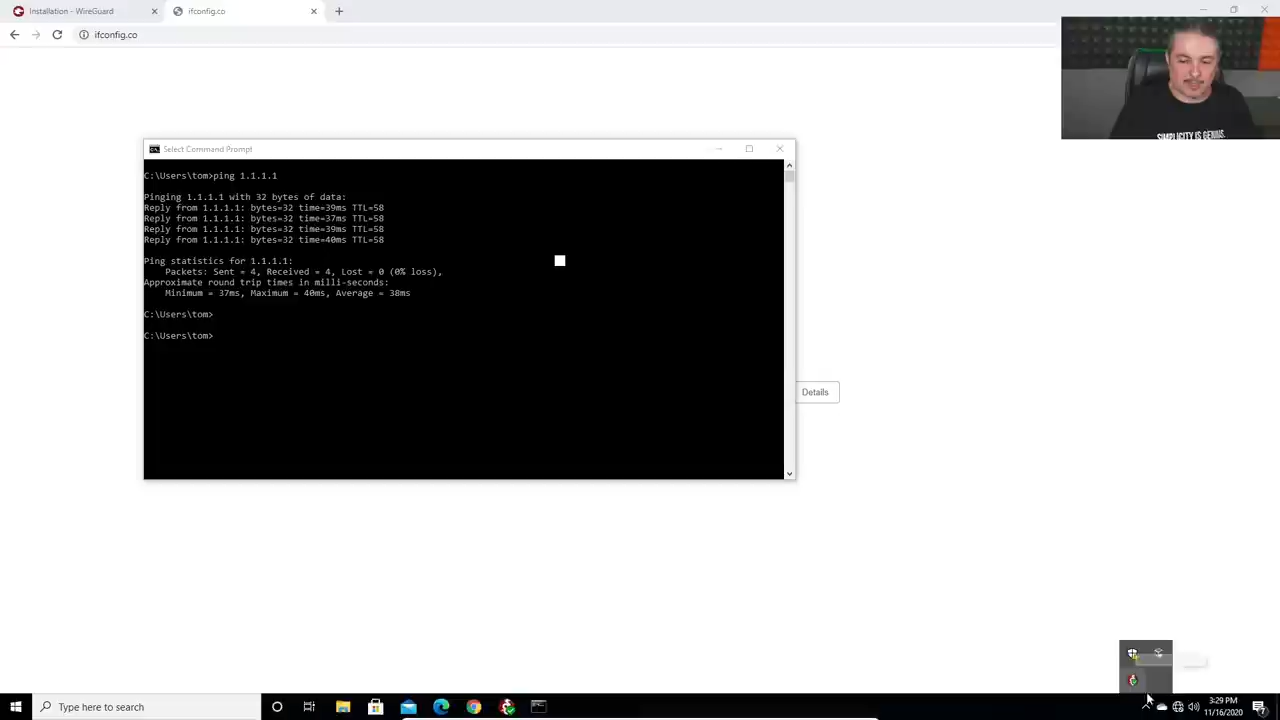 Installation - WireGuard
ifconfig.co
ifconfig.co
SIMPLICITY IS GENIUS.
Select Command Prompt
C:\Users\tom>ping 1.1.1.1
Pinging 1.1.1.1 with 32 bytes of data:
Reply from 1.1.1.1: bytes=32 time=39ms TTL=58
Reply from 1.1.1.1: bytes=32 time=37ms TTL=58
Reply from 1.1.1.1: bytes=32 time=39ms TTL=58
Reply from 1.1.1.1: bytes=32 time=40ms TTL=58
Ping statistics for 1.1.1.1:
Packets: Sent = 4, Received = 4, Lost = 0 (0% loss),
Approximate round trip times in milli-seconds:
Minimum = 37ms, Maximum = 40ms, Average = 38ms
C:\Users\tom>
C:\Users\tom>
Details
Type here to search
3:29 PM
11/16/2020